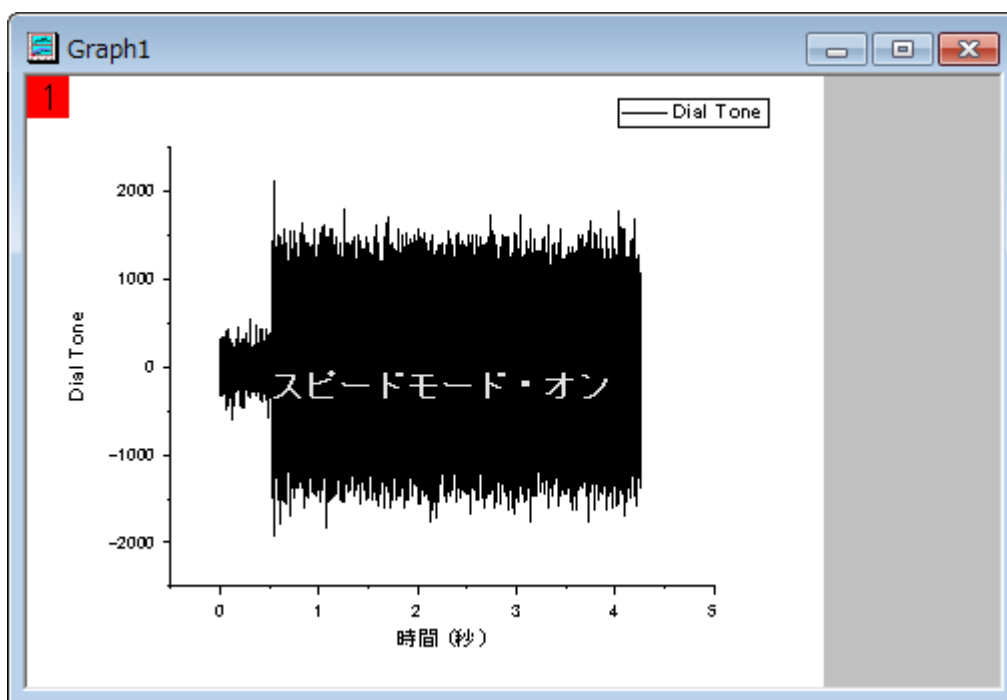 Graph1
1
Dial Tone
2000
1000
0
-1000
-2000
Dial Tone
スピードモード・オン
0 1 2 3 4 5
時間 (秒)